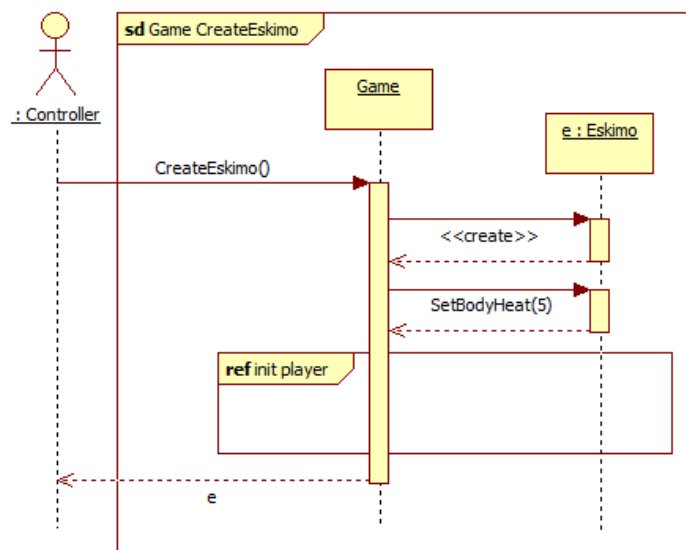 sd Game CreateEskimo
: Controller
Game
e : Eskimo
CreateEskimo()
<<create>>
SetBodyHeat(5)
ref init player
e